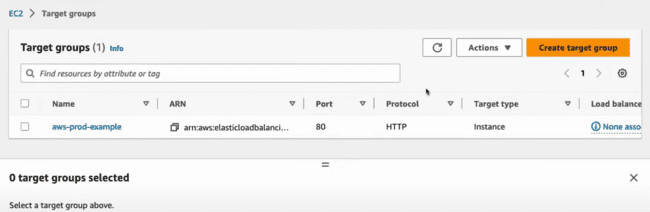 EC2 > Target groups
Target groups (1) Info
Actions
Create target group
Find resources by attribute or tag
1
Name ARN Port Protocol Target type Load balance
aws-prod-example arn:aws:elasticloadbalanci... 80 HTTP Instance None asso
0 target groups selected
Select a target group above.